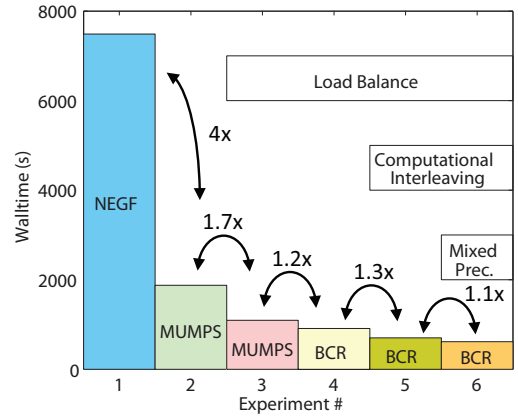 8000
6000
4000
2000
0
Walltime (s)
Load Balance
4x
Computational
Interleaving
NEGF
1.7x
Mixed
Prec.
1.2x
1.3x
1.1x
MUMPS
MUMPS
BCR
BCR
BCR
1 2 3 4 5 6
Experiment #